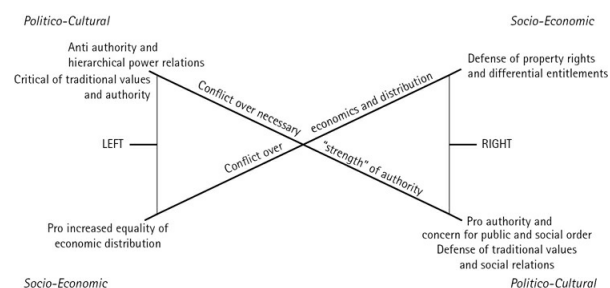 Politico-Cultural
Socio-Economic
Anti authority and
hierarchical power relations
Critical of traditional values
and authority
Defense of property rights
and differential entitlements
Conflict over necessary
economics and distribution
LEFT
RIGHT
Conflict over
"strength" of authority
Pro increased equality of
economic distribution
Pro authority and
concern for public and social order
Defense of traditional values
and social relations
Socio-Economic
Politico-Cultural